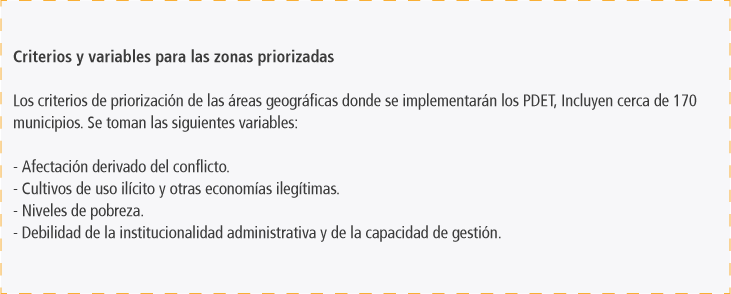 Criterios y variables para las zonas priorizadas
Los criterios de priorización de las áreas geográficas donde se implementarán los PDET, Incluyen cerca de 170
municipios. Se toman las siguientes variables:
- Afectación derivado del conflicto.
- Cultivos de uso ilícito y otras economías ilegítimas.
- Niveles de pobreza.
- Debilidad de la institucionalidad administrativa y de la capacidad de gestión.